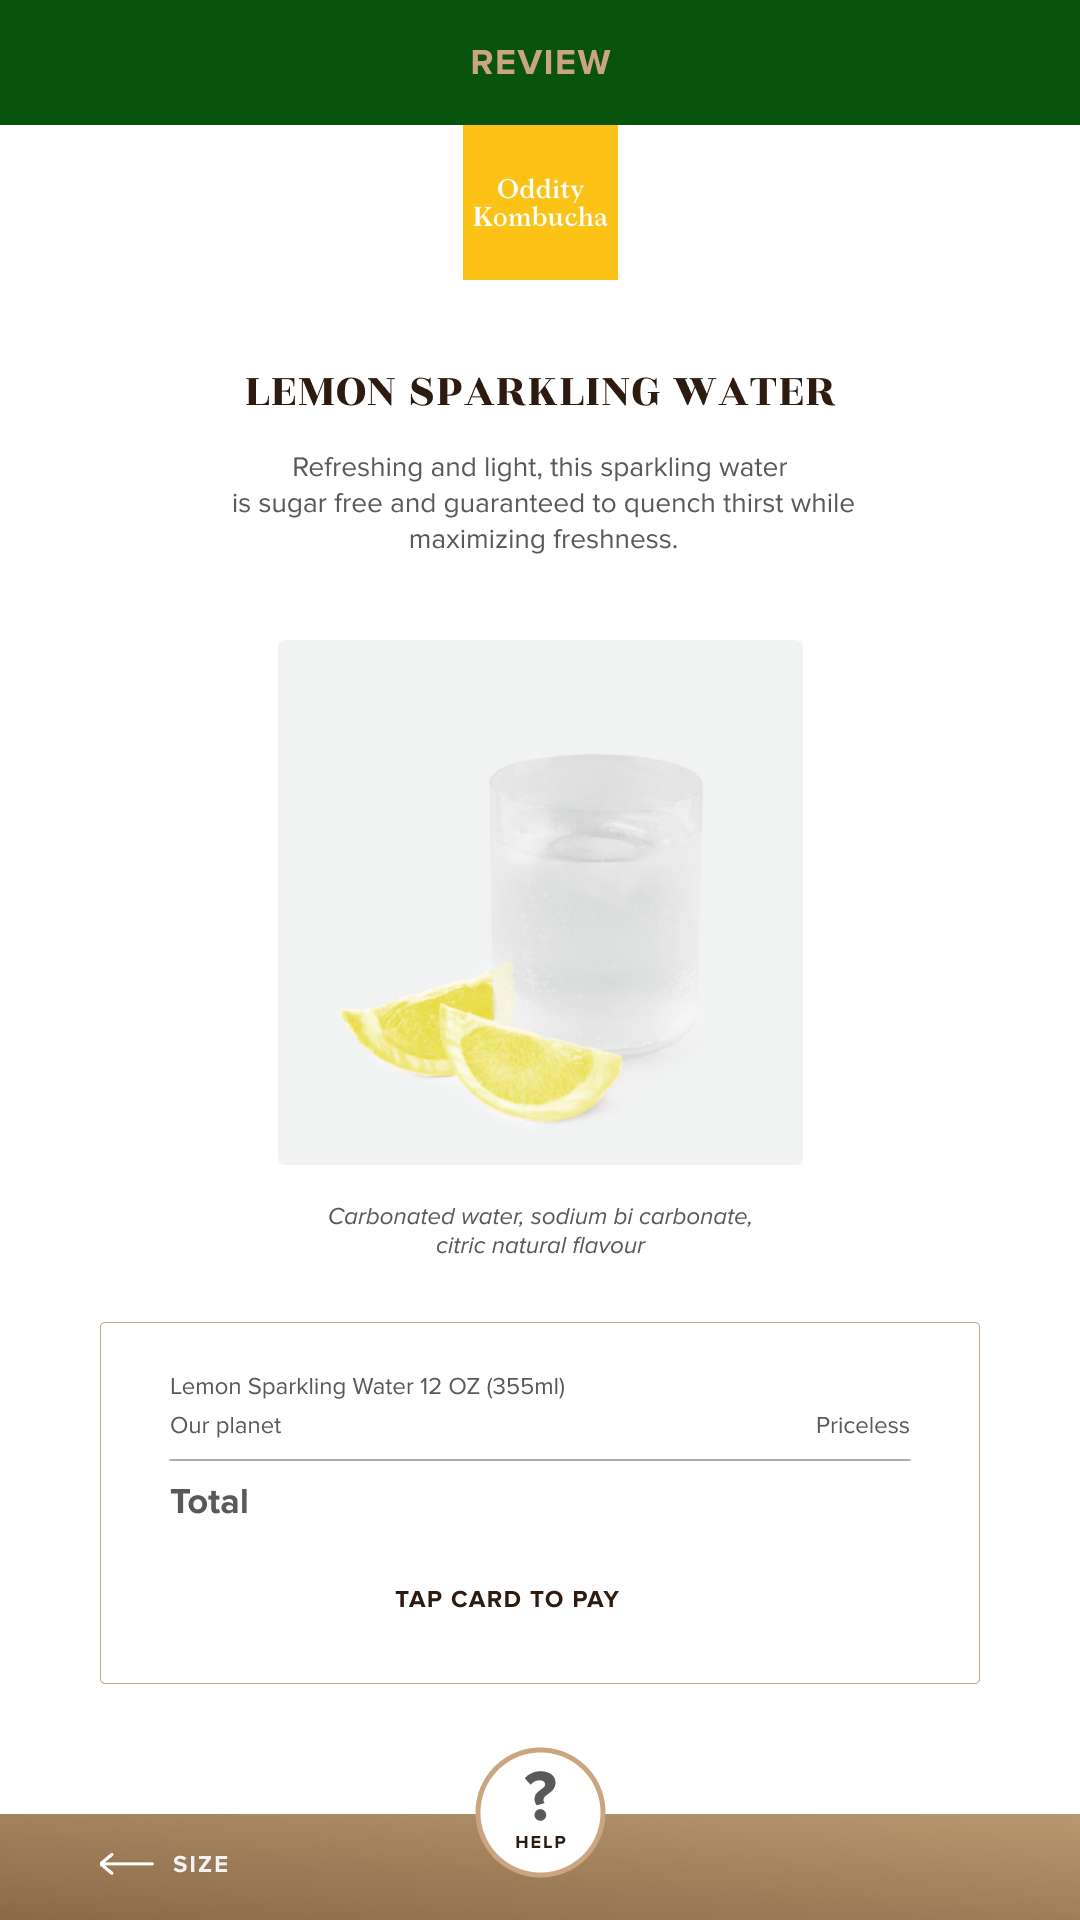 REVIEW
Oddity
Kombucha
LEMON SPARKLING WATER
Refreshing and light, this sparkling water
is sugar free and guaranteed to quench thirst while
maximizing freshness.
Carbonated water, sodium bi carbonate,
citric natural flavour
Lemon Sparkling Water 12 OZ (355ml)
Our planet Priceless
Total
TAP CARD TO PAY
?
HELP
SIZE